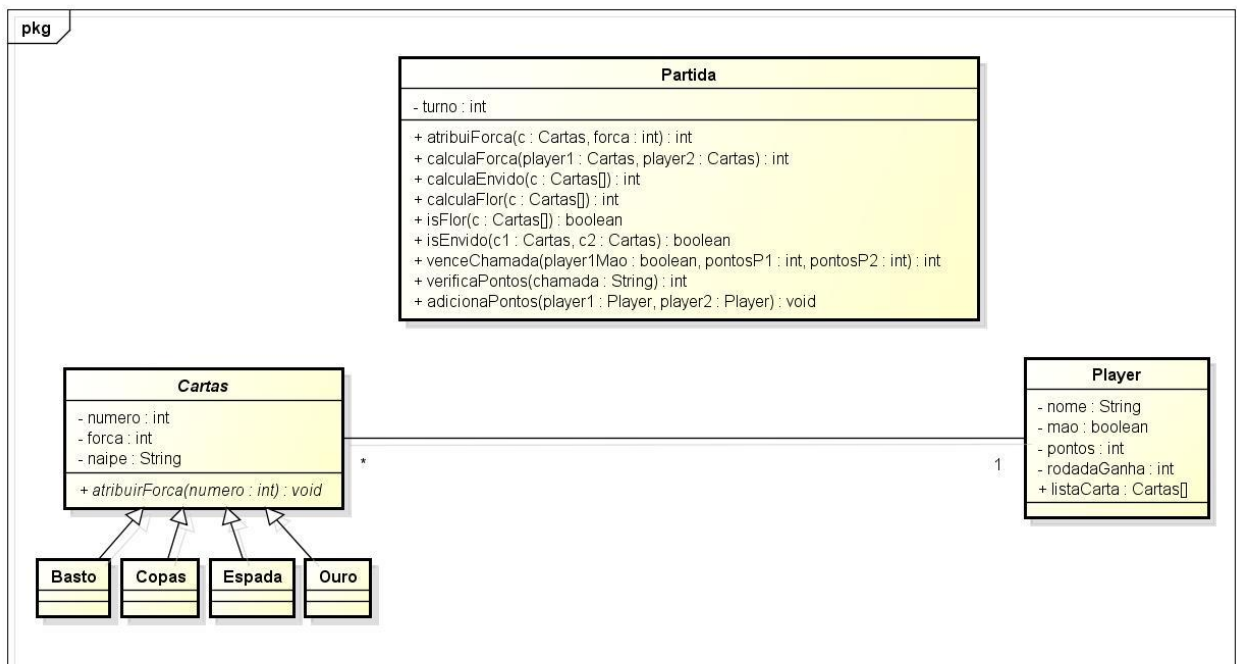 pkg
Partida
- turno : int
+ atribuiForca(c : Cartas, forca : int) : int
+ calculaForca(player1 : Cartas, player2 : Cartas) : int
+ calculaEnvido(c : Cartas[]) : int
+ calculaFlor(c : Cartas[]) : int
+ isFlor(c : Cartas[]) : boolean
+ isEnvido(c1 : Cartas, c2 : Cartas) : boolean
+ venceChamada(player1Mao : boolean, pontosP1 : int, pontosP2 : int) : int
+ verificaPontos(chamada : String) : int
+ adicionaPontos(player1 : Player, player2 : Player) : void
Cartas
- numero : int
- forca : int
- naipe : String
+ atribuirForca(numero : int) : void
*
1
Player
- nome : String
- mao : boolean
- pontos : int
- rodadaGanha : int
+ listaCarta : Cartas[]
Basto
Copas
Espada
Ouro